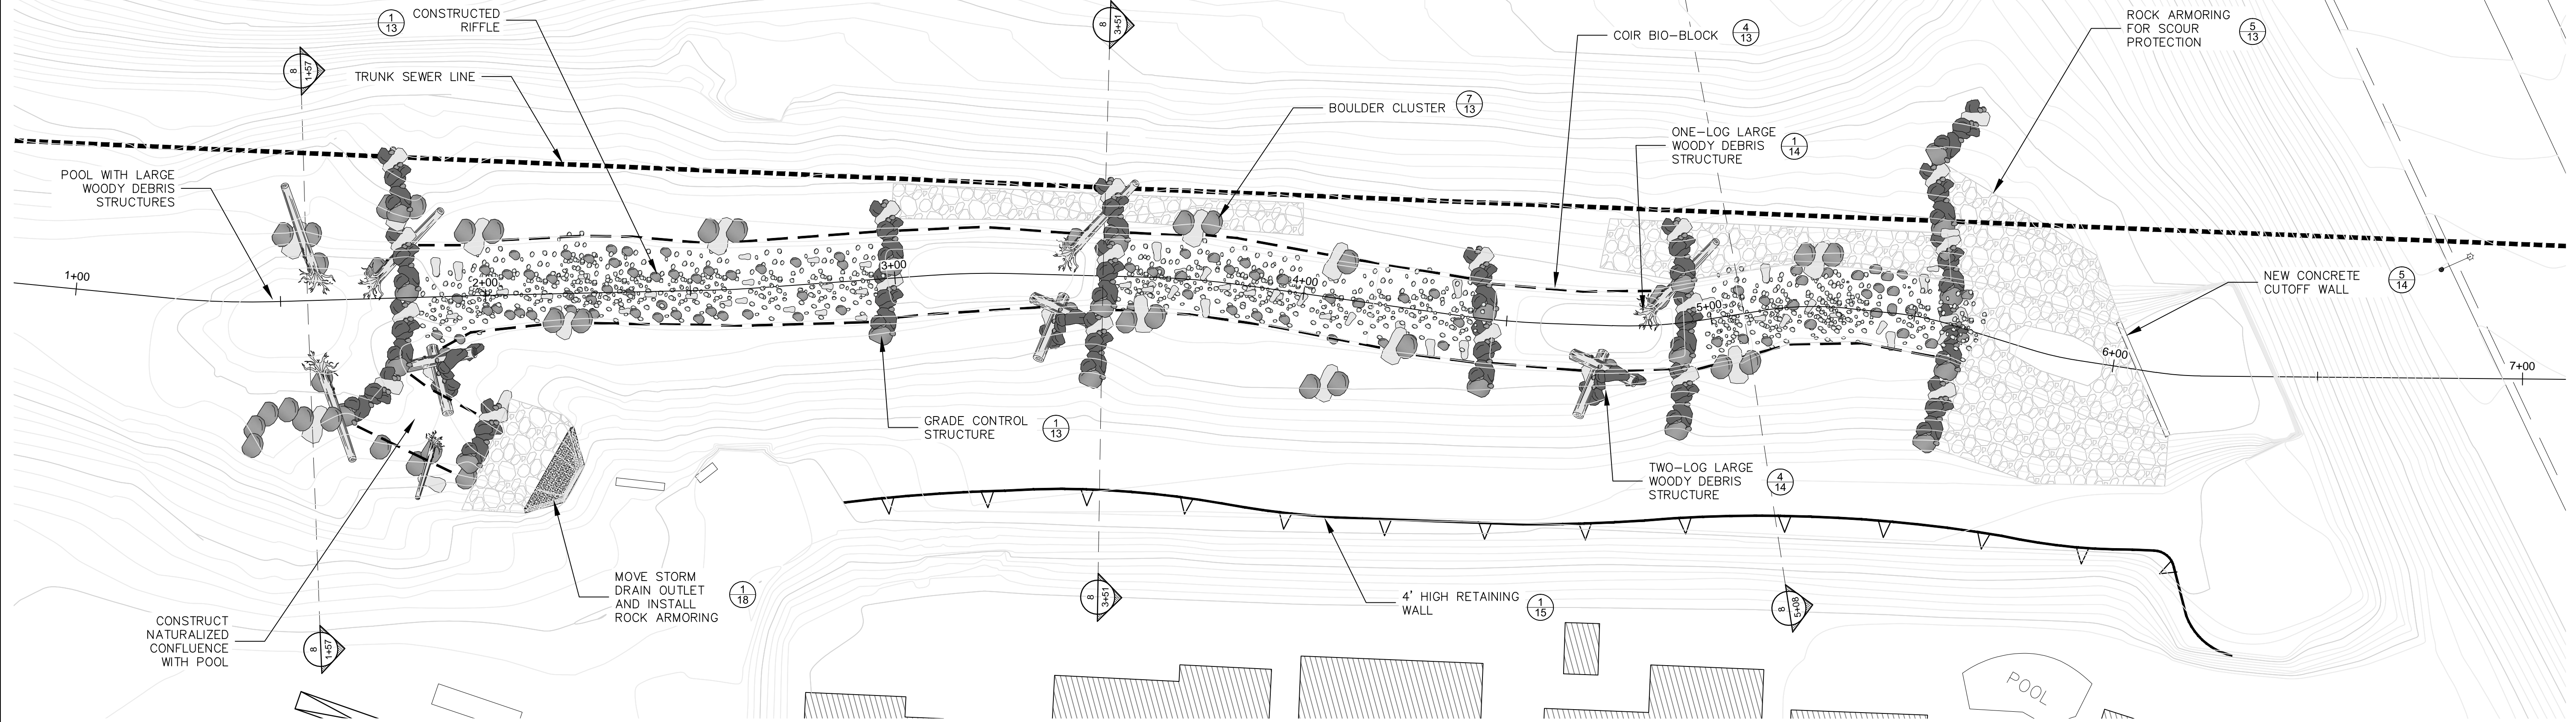 1
13
CONSTRUCTED
RIFFLE
8
1+57
TRUNK SEWER LINE
8
3+51
COIR BIO-BLOCK
4
13
ROCK ARMORING
FOR SCOUR
PROTECTION
5
13
BOULDER CLUSTER
7
13
ONE-LOG LARGE
WOODY DEBRIS
STRUCTURE
1
14
POOL WITH LARGE
WOODY DEBRIS
STRUCTURES
1+00
2+00
3+00
4+00
5+00
6+00
7+00
NEW CONCRETE
CUTOFF WALL
5
14
GRADE CONTROL
STRUCTURE
1
13
TWO-LOG LARGE
WOODY DEBRIS
STRUCTURE
4
14
MOVE STORM
DRAIN OUTLET
AND INSTALL
ROCK ARMORING
1
18
4' HIGH RETAINING
WALL
1
15
8
3+51
8
5+08
CONSTRUCT
NATURALIZED
CONFLUENCE
WITH POOL
8
1+57
POOL